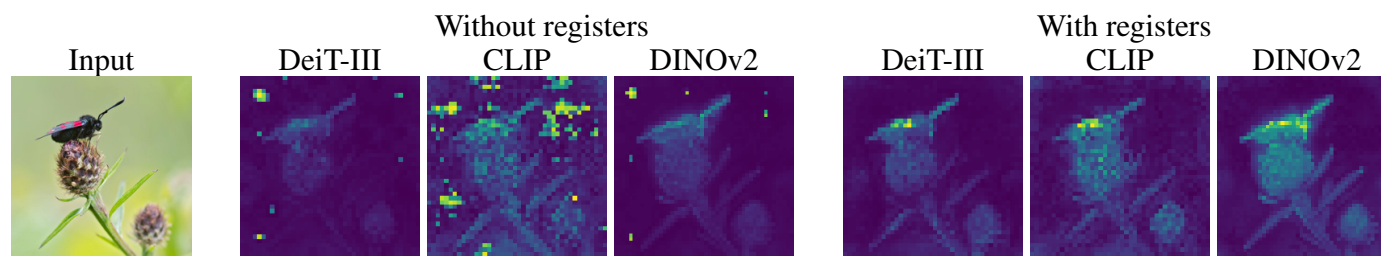 Without registers
With registers
Input
DeiT-III
CLIP
DINOv2
DeiT-III
CLIP
DINOv2